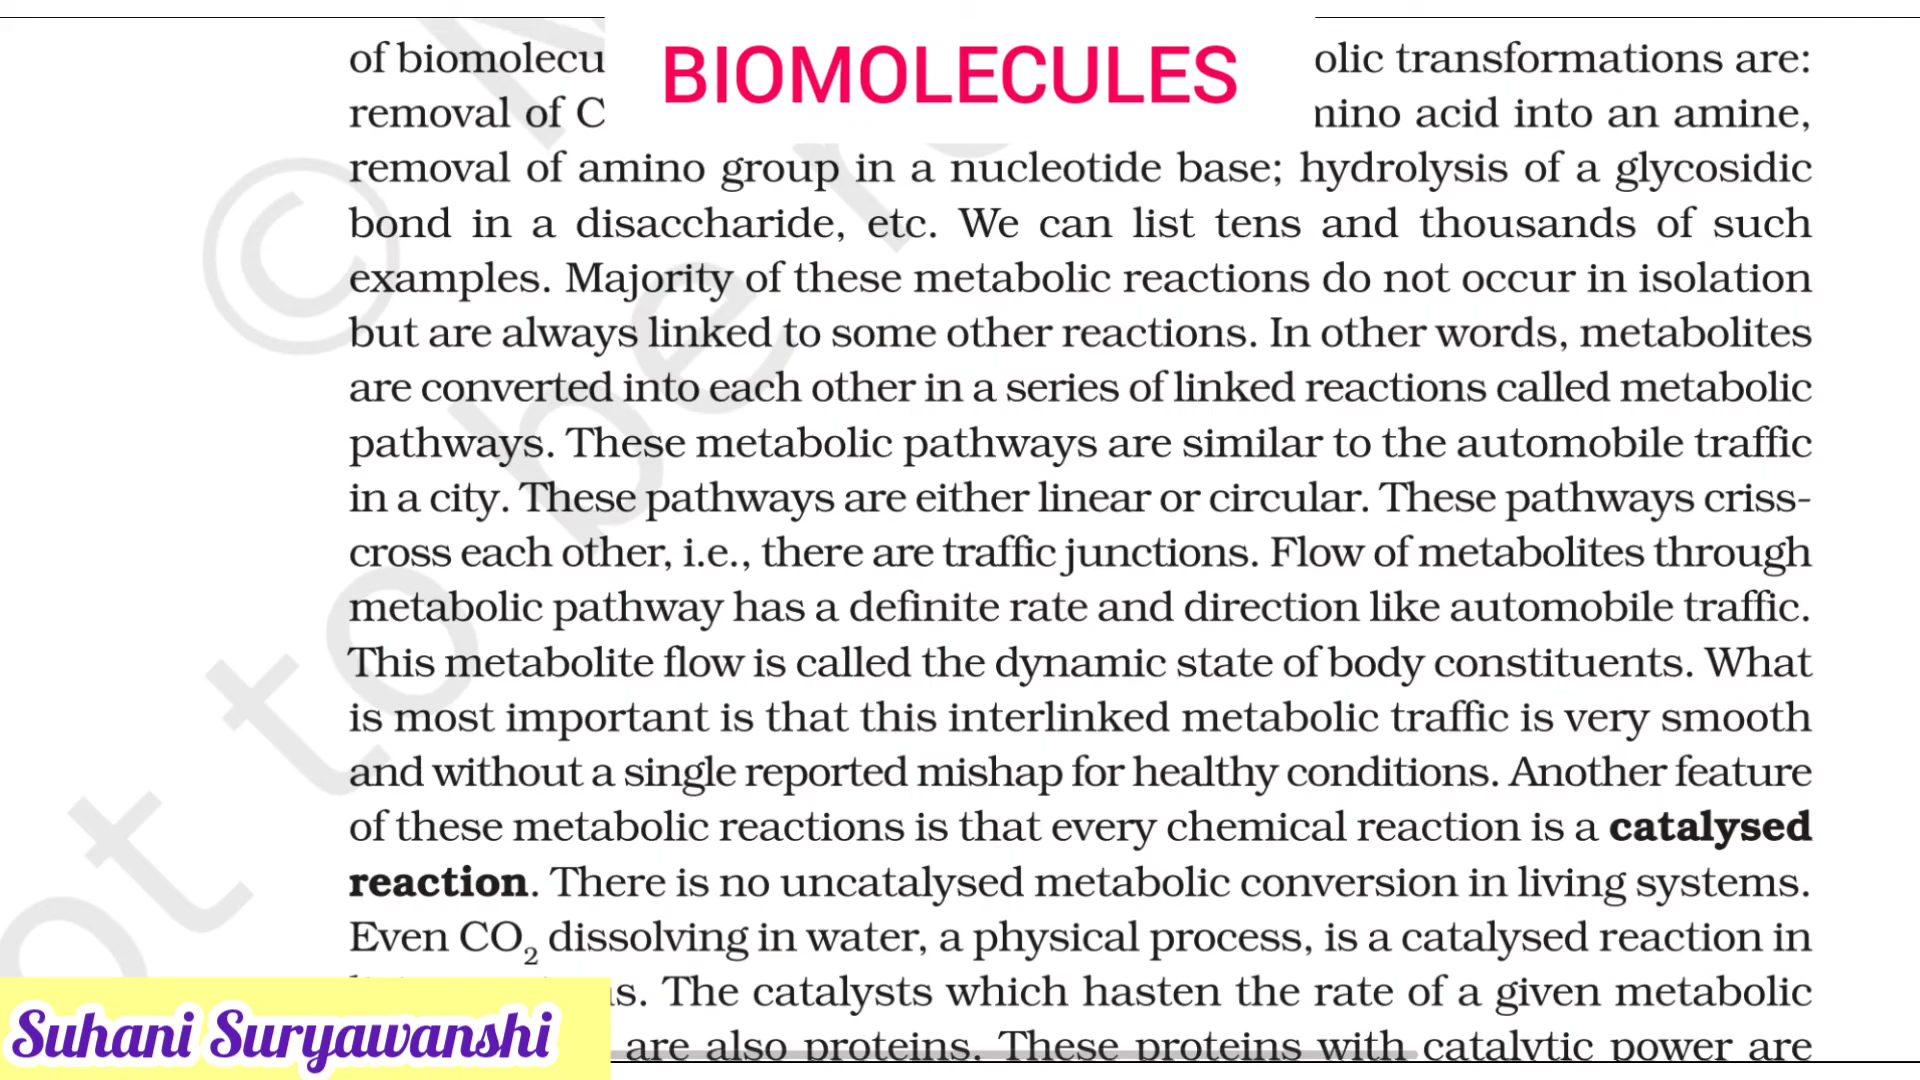 BIOMOLECULES
of biomolecu olic transformations are:
removal of C nino acid into an amine,
removal of amino group in a nucleotide base; hydrolysis of a glycosidic
bond in a disaccharide, etc. We can list tens and thousands of such
examples. Majority of these metabolic reactions do not occur in isolation
but are always linked to some other reactions. In other words, metabolites
are converted into each other in a series of linked reactions called metabolic
pathways. These metabolic pathways are similar to the automobile traffic
in a city. These pathways are either linear or circular. These pathways criss-
cross each other, i.e., there are traffic junctions. Flow of metabolites through
metabolic pathway has a definite rate and direction like automobile traffic.
This metabolite flow is called the dynamic state of body constituents. What
is most important is that this interlinked metabolic traffic is very smooth
and without a single reported mishap for healthy conditions. Another feature
of these metabolic reactions is that every chemical reaction is a catalysed
reaction. There is no uncatalysed metabolic conversion in living systems.
Even CO₂ dissolving in water, a physical process, is a catalysed reaction in
s. The catalysts which hasten the rate of a given metabolic
are also proteins. These proteins with catalytic power are
Suhani Suryawanshi
© 
ot to be